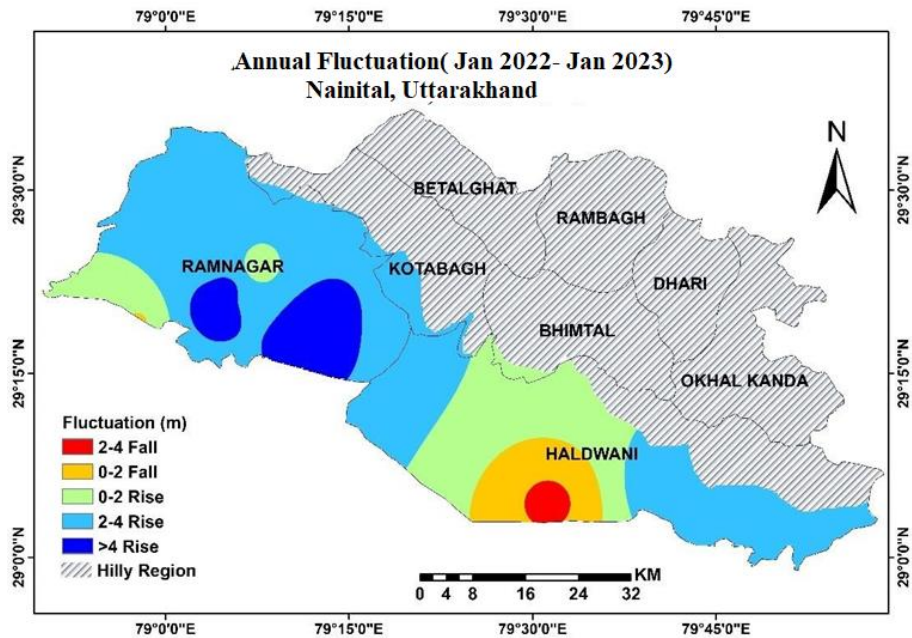 79°0'0"E 79°15'0"E 79°30'0"E 79°45'0"E
,Annual Fluctuation( Jan 2022- Jan 2023)
Nainital, Uttarakhand
N
29°30'0"N 29°30'0"N
BETALGHAT
RAMBAGH
RAMNAGAR
KOTABAGH
DHARI
BHIMTAL
29°15'0"N 29°15'0"N
OKHAL KANDA
HALDWANI
Fluctuation (m)
2-4 Fall
0-2 Fall
0-2 Rise
2-4 Rise
>4 Rise
Hilly Region
29°0'0"N 29°0'0"N
KM
0 4 8 16 24 32
79°0'0"E 79°15'0"E 79°30'0"E 79°45'0"E